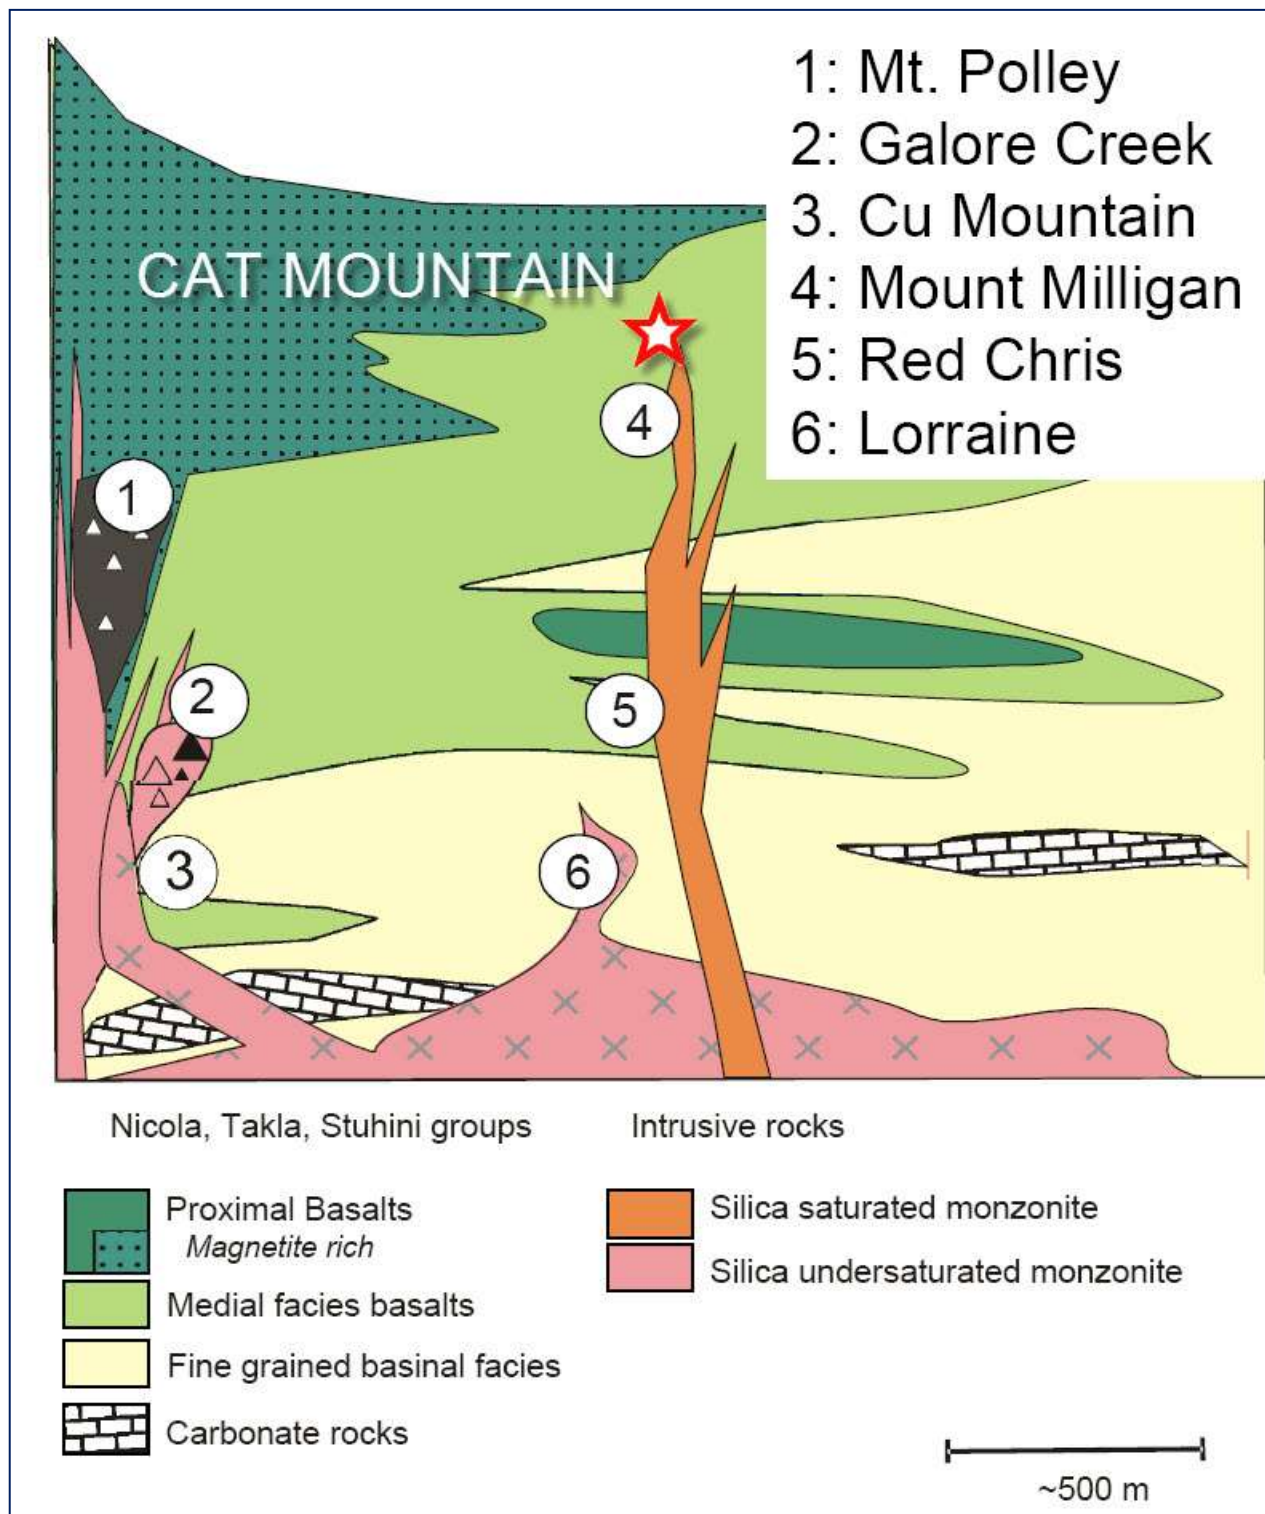 1: Mt. Polley
2: Galore Creek
3. Cu Mountain
4: Mount Milligan
5: Red Chris
6: Lorraine
CAT MOUNTAIN
4
1
2
5
3
6
Nicola, Takla, Stuhini groups
Intrusive rocks
Proximal Basalts
Magnetite rich
Medial facies basalts
Fine grained basinal facies
Carbonate rocks
Silica saturated monzonite
Silica undersaturated monzonite
~500 m